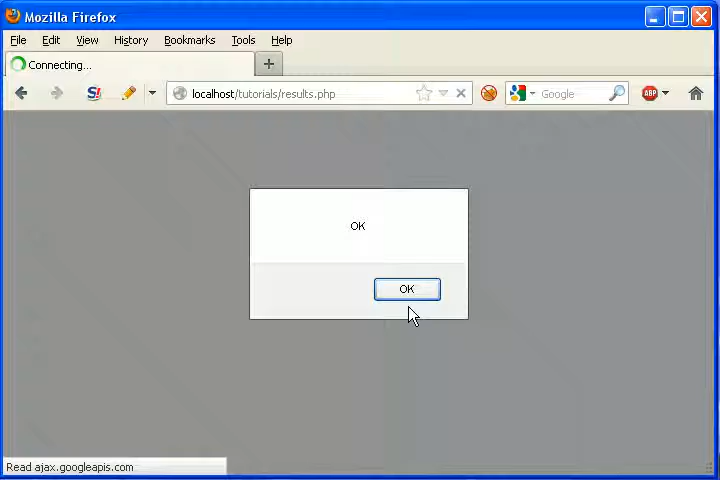 Mozilla Firefox
File Edit View History Bookmarks Tools Help
Connecting...
S! localhost/tutorials/results.php Google ABP
OK
OK
Read ajax.googleapis.com